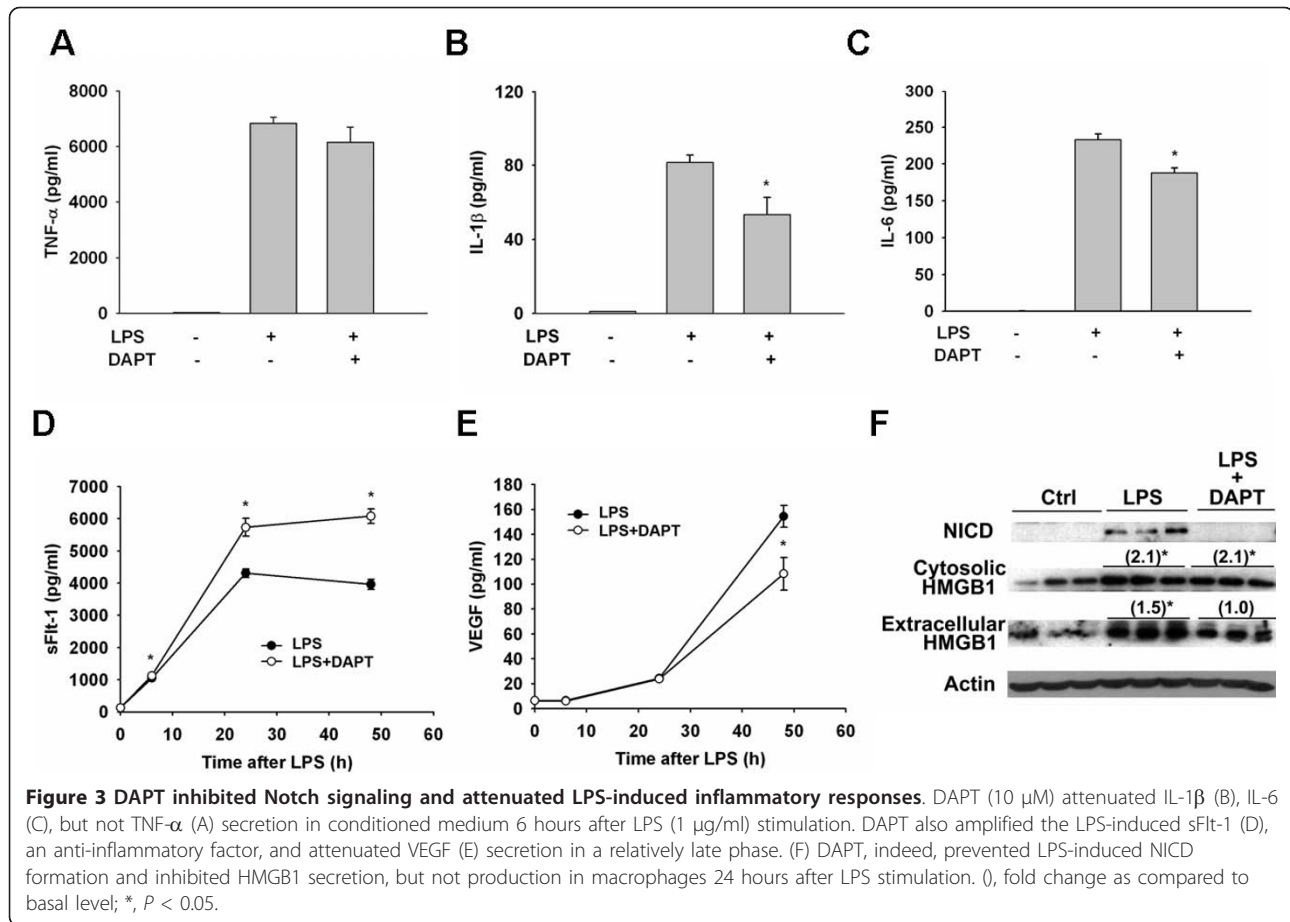 A
TNF-α (pg/ml)
8000
6000
4000
2000
0
LPS - + +
DAPT - - +
B
IL-1β (pg/ml)
120
80
40
0
*
LPS - + +
DAPT - - +
C
IL-6 (pg/ml)
300
250
200
150
100
50
0
*
LPS - + +
DAPT - - +
D
sFlt-1 (pg/ml)
7000
6000
5000
4000
3000
2000
1000
0
* * *
LPS
LPS+DAPT
0 10 20 30 40 50 60
Time after LPS (h)
E
VEGF (pg/ml)
180
160
140
120
100
80
60
40
20
0
LPS
LPS+DAPT
*
0 10 20 30 40 50 60
Time after LPS (h)
F
Ctrl LPS LPS + DAPT
NICD
(2.1)* (2.1)*
Cytosolic HMGB1
(1.5)* (1.0)
Extracellular HMGB1
Actin
Figure 3 DAPT inhibited Notch signaling and attenuated LPS-induced inflammatory responses. DAPT (10 μM) attenuated IL-1β (B), IL-6
(C), but not TNF-α (A) secretion in conditioned medium 6 hours after LPS (1 μg/ml) stimulation. DAPT also amplified the LPS-induced sFlt-1 (D),
an anti-inflammatory factor, and attenuated VEGF (E) secretion in a relatively late phase. (F) DAPT, indeed, prevented LPS-induced NICD
formation and inhibited HMGB1 secretion, but not production in macrophages 24 hours after LPS stimulation. (), fold change as compared to
basal level; *, P < 0.05.